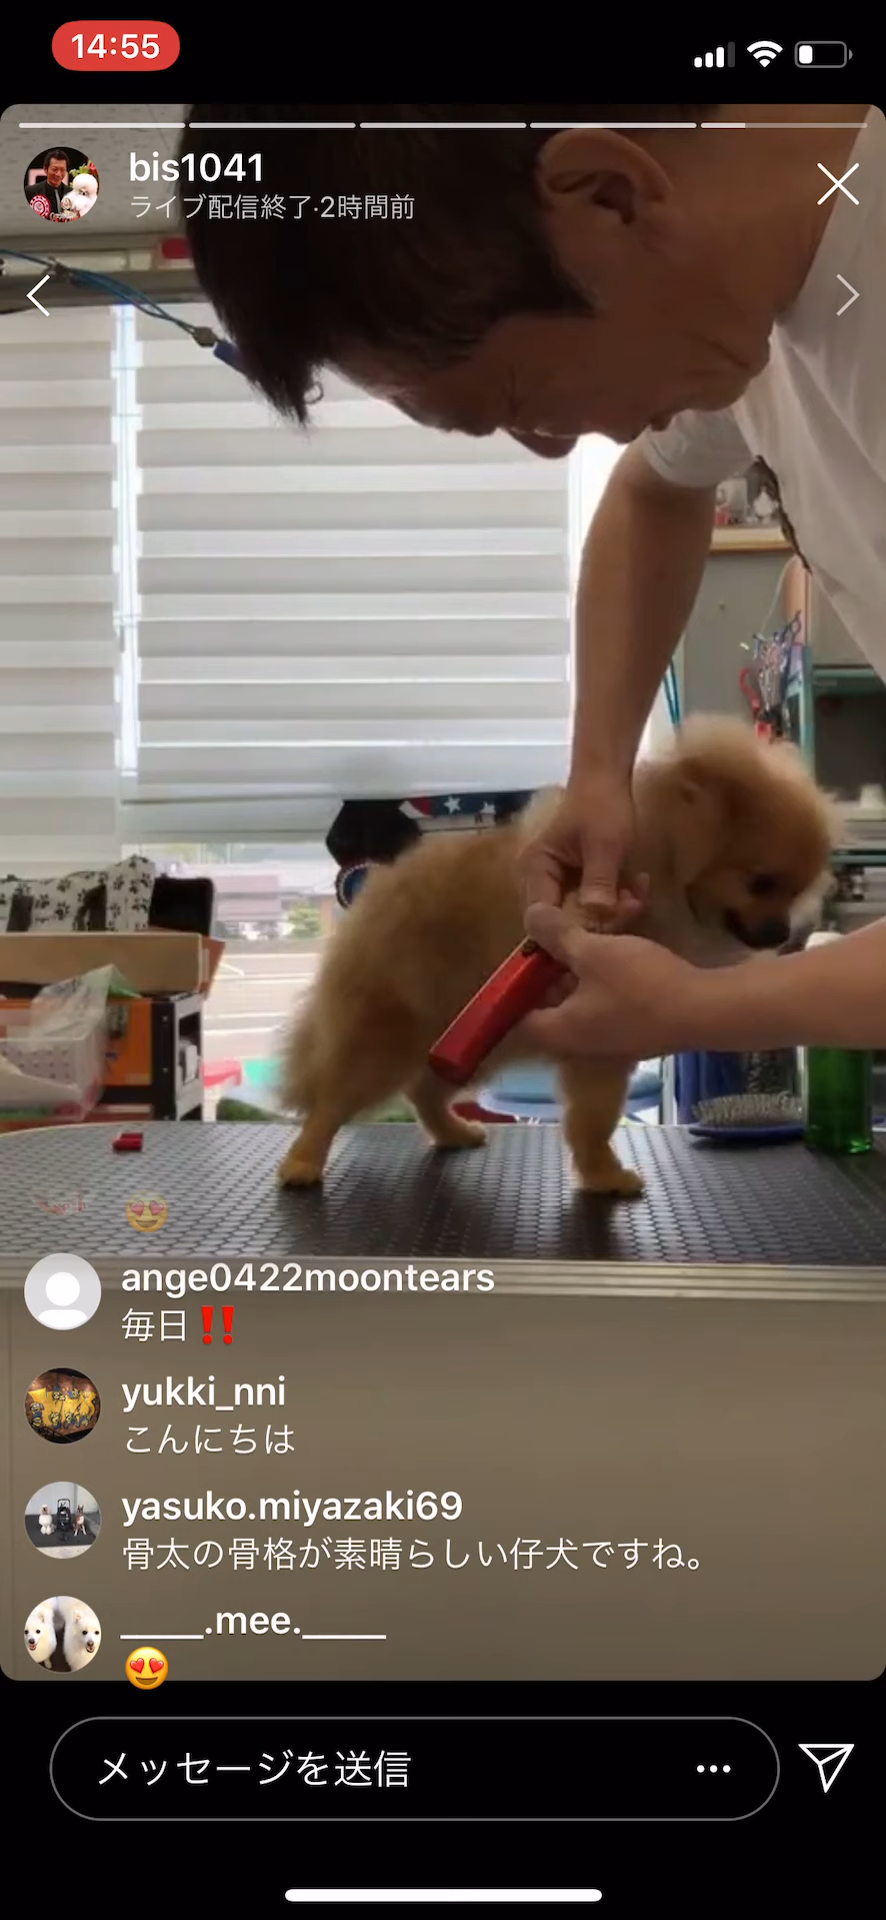 14:55
bis1041
ライブ配信終了·2時間前
ange0422moontears
毎日‼️
yukki_nni
こんにちは
yasuko.miyazaki69
骨太の骨格が素晴らしい仔犬ですね。
_____.mee._____
😍
メッセージを送信